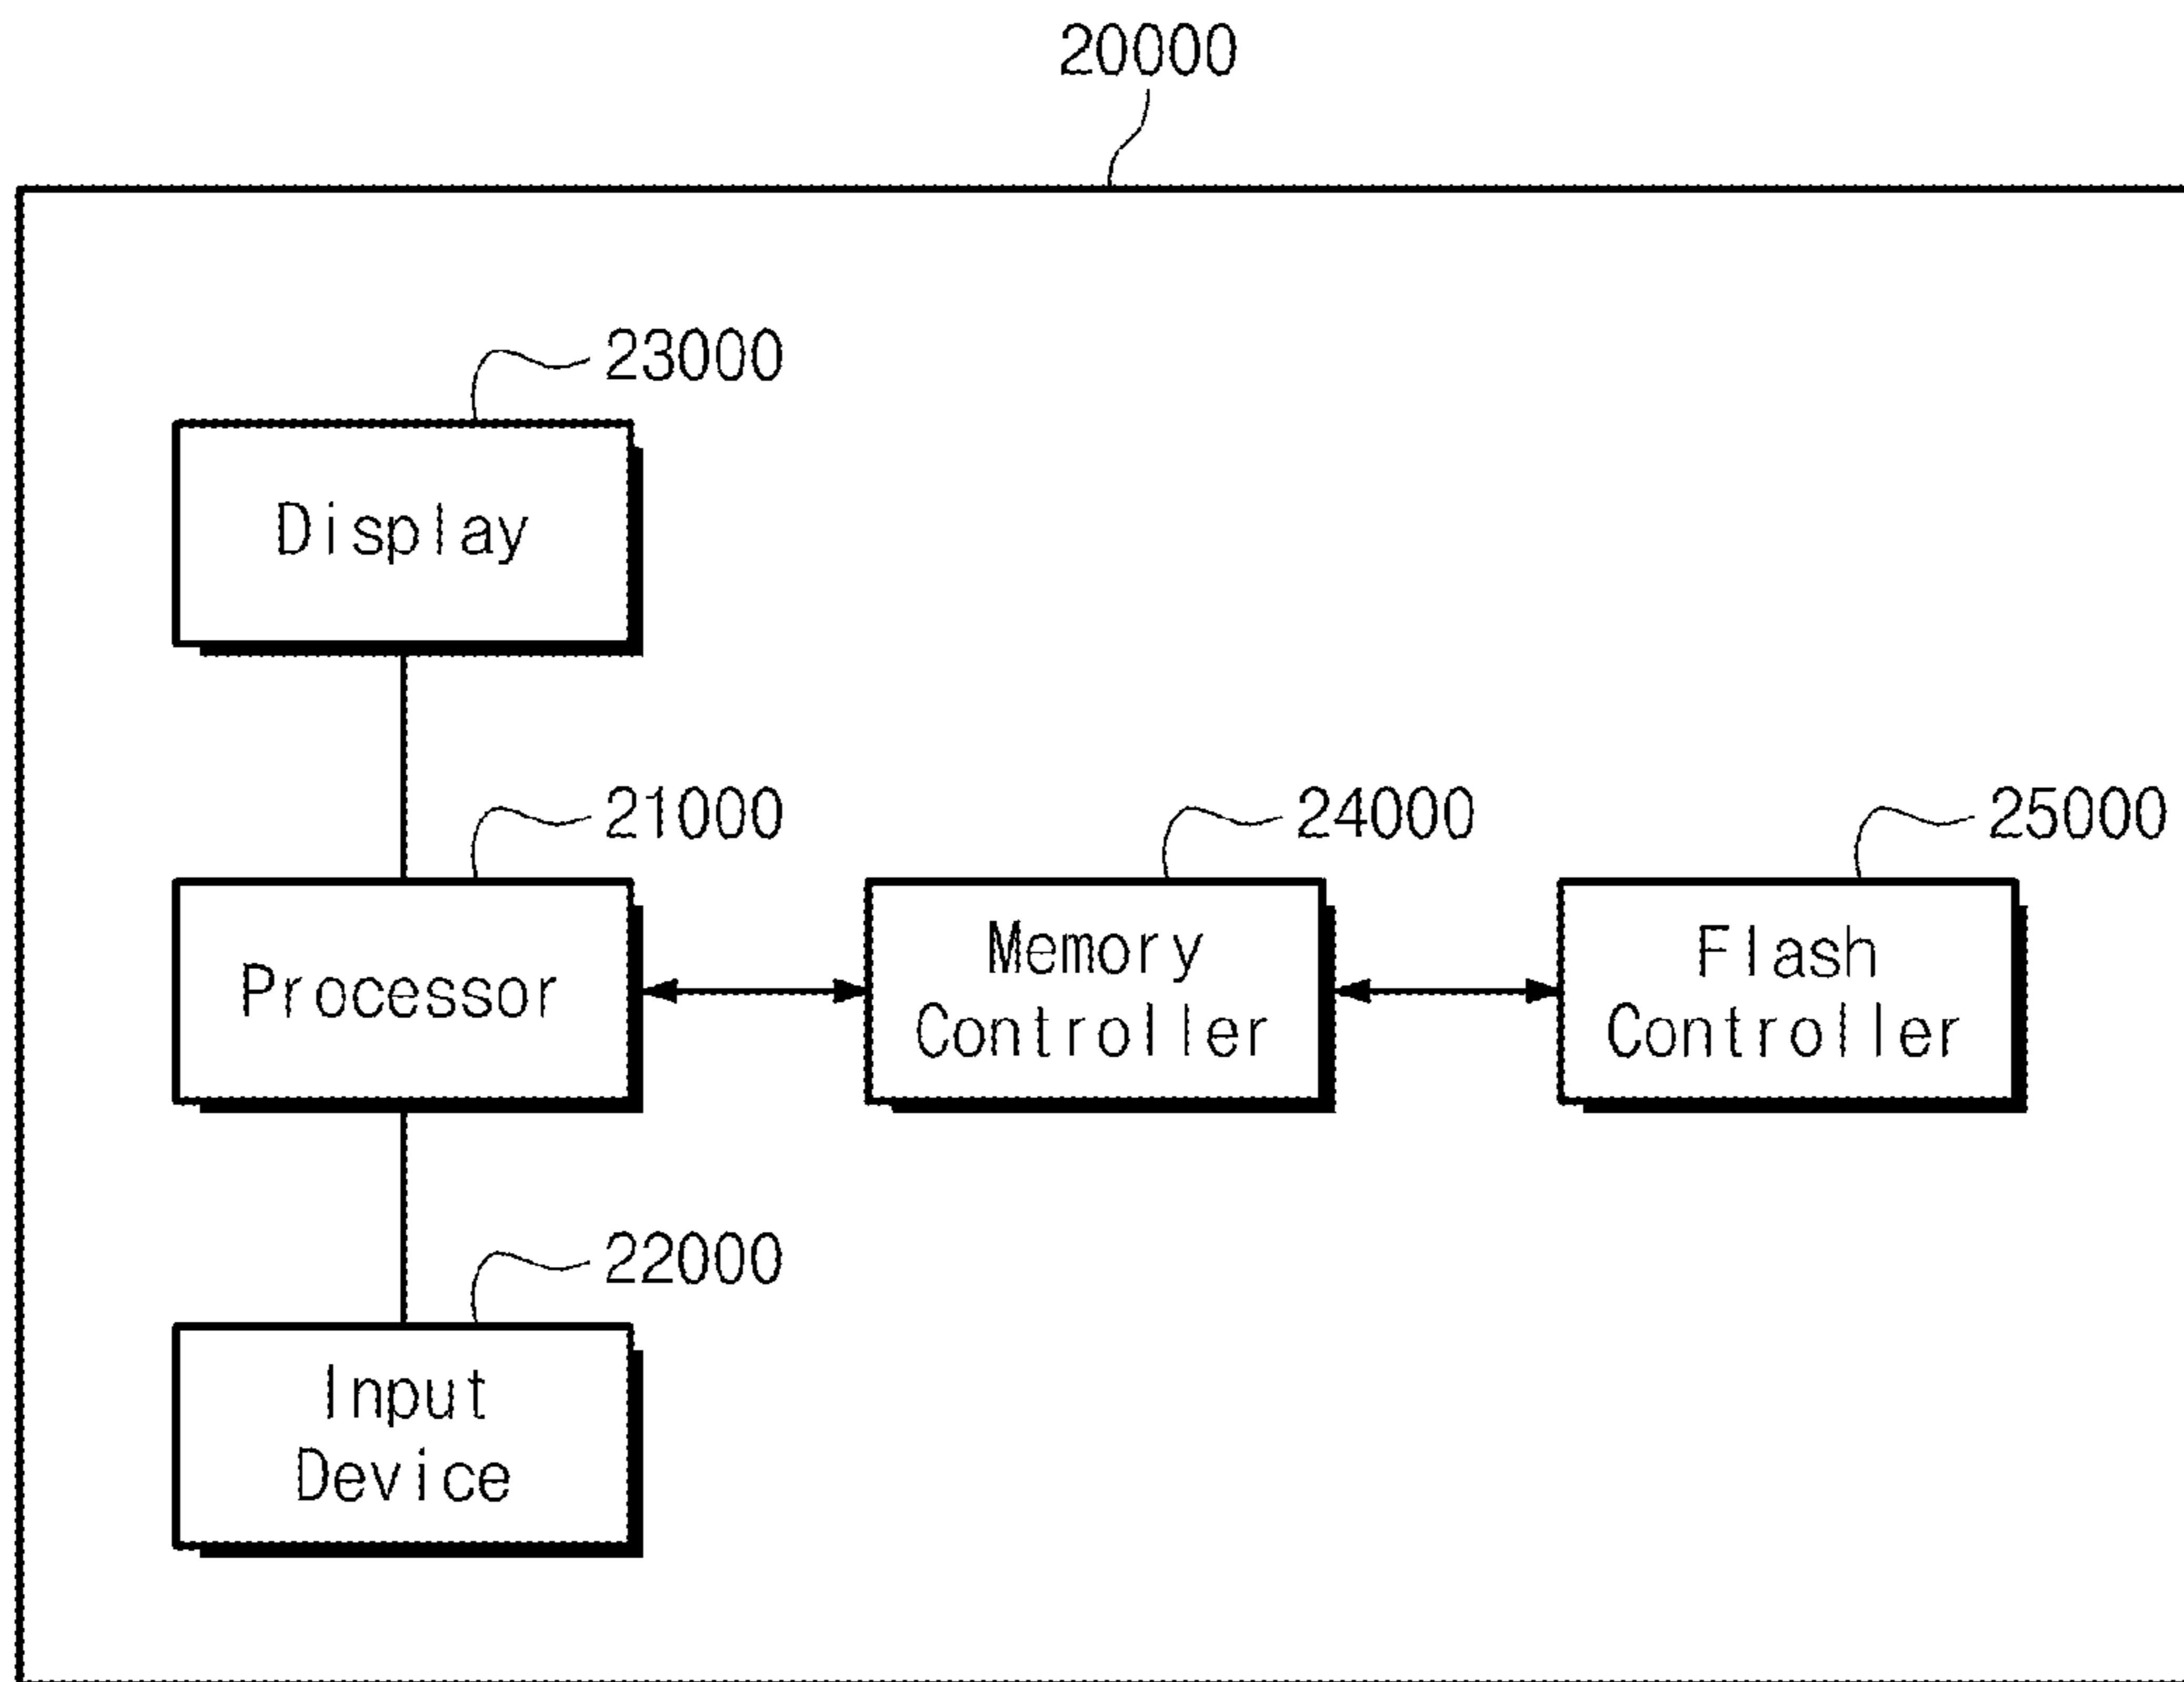 20000
23000
Display
21000
24000
25000
Processor
Memory
Controller
Flash
Controller
22000
Input
Device